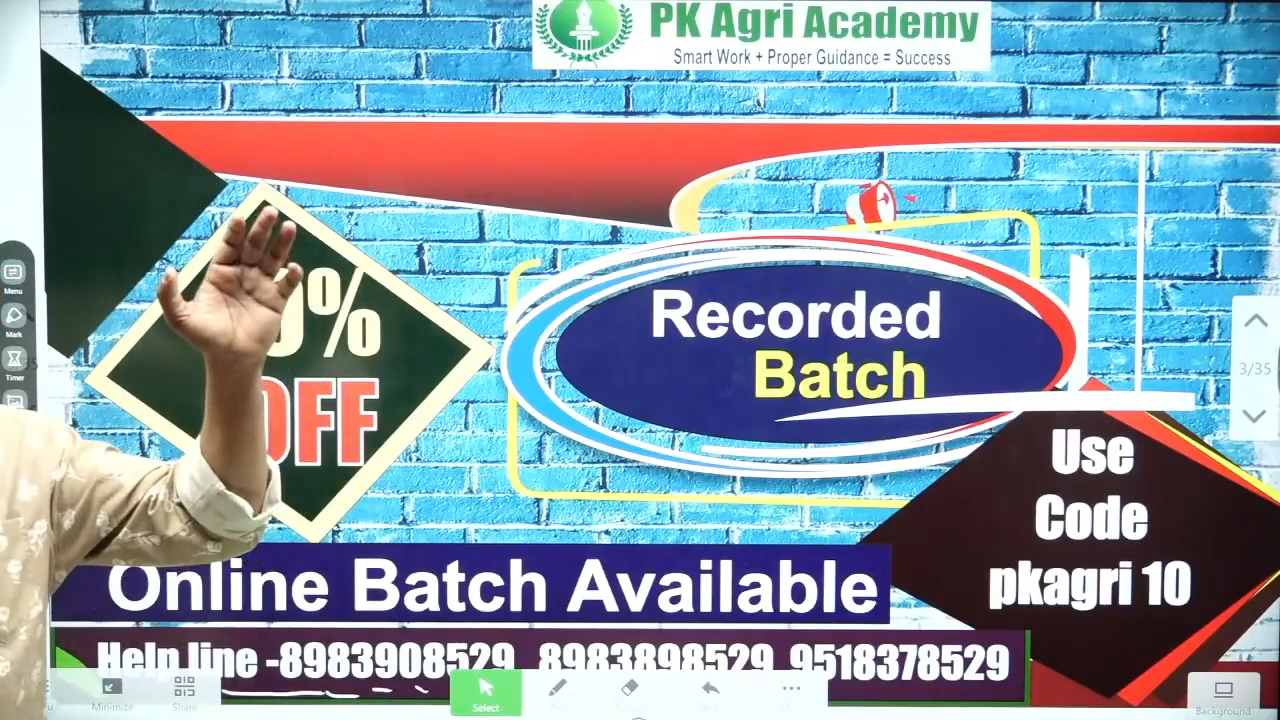 PK Agri Academy
Smart Work + Proper Guidance = Success
0%
OFF
Recorded
Batch
Use
Code
pkagri 10
Online Batch Available
Help line -8983908529, 8983898529, 9518378529
Menu
Mark
Timer
3/35
Minimize
Share
Select
Background